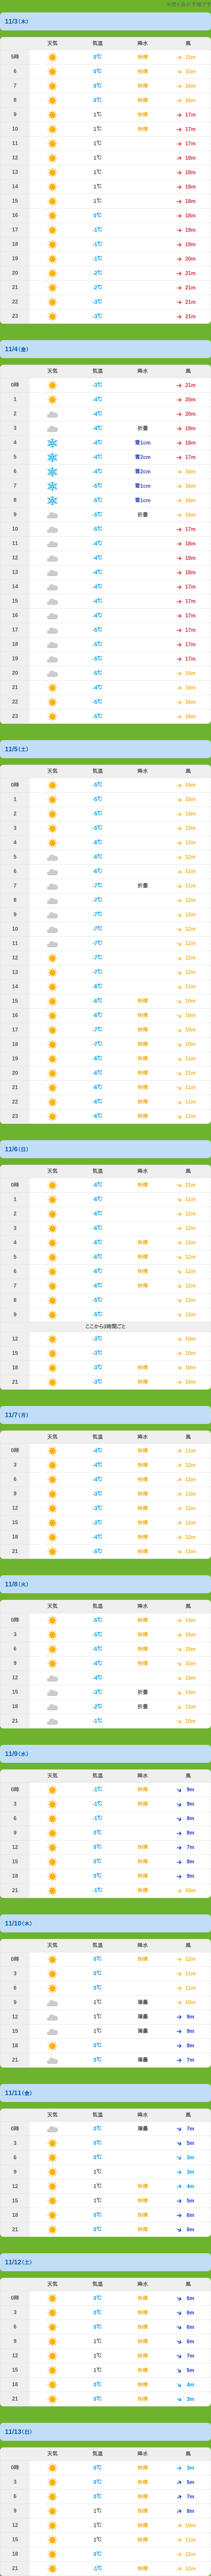 の予報です
11/3(木)
天気 気温 降水 風
5時 0℃ 快晴 → 15m
6 0℃ 快晴 → 15m
7 0℃ 快晴 → 16m
8 0℃ 快晴 → 16m
9 1℃ 快晴 → 17m
10 1℃ 快晴 → 17m
11 1℃ → 17m
12 1℃ 18m
13 1℃ → 18m
14 1℃ → 18m
15 1℃ → 18m
16 0℃ → 18m
17 -1℃ → 19m
18 -1℃ → 19m
19 -1℃ → 20m
20 -2℃ → 21m
21 -2℃ → 21m
22 -3℃ → 21m
23 -3℃ → 21m
11/4(金)
天気 気温 降水 風
0時 -3℃ → 21m
1 -4℃ → 20m
2 -4℃ → 20m
3 -4℃ → 19m
4 -4℃ 雪1cm → 18m
5 -4℃ 雪2cm → 17m
6 -4℃ 雪2cm → 16m
7 -5℃ 雪1cm → 16m
8 -5℃ 雪1cm → 16m
9 -5℃ → 16m
10 -5℃ → 17m
11 -4℃ → 18m
12 -4℃ → 18m
13 -4℃ → 18m
14 -4℃ → 17m
15 -4℃ → 17m
16 -4℃ → 17m
17 -5℃ → 17m
18 -5℃ → 17m
19 -5℃ → 17m
20 -5℃ → 16m
21 -4℃ → 16m
22 -5℃ → 16m
23 -5℃ → 16m
11/5(土)
天気 気温 降水 風
0時 -5℃ → 16m
1 -5℃ → 15m
2 -5℃ → 14m
3 -5℃ → 13m
4 -6℃ 12m
5 -6℃ 12m
6 -6℃ 11m
7 -7℃ 11m
8 -7℃ 12m
9 -7℃ 12m
10 -7℃ 12m
11 -7℃ 12m
12 -7℃ 12m
13 -7℃ 12m
14 -6℃ 11m
15 -6℃ 快晴 10m
16 -6℃ 快晴 10m
17 -7℃ 快晴 10m
18 -7℃ 快晴 10m
19 -6℃ 快晴 11m
20 -6℃ 快晴 11m
21 -6℃ 快晴 11m
22 -6℃ 快晴 11m
23 -6℃ 快晴 11m
11/6(日)
天気 気温 降水 風
0時 -6℃ 快晴 11m
1 -6℃ 11m
2 -6℃ 12m
3 -6℃ 12m
4 -6℃ 快晴 12m
5 -6℃ 快晴 12m
6 -6℃ 快晴 12m
7 -6℃ 快晴 12m
8 -5℃ 12m
9 -5℃ 12m
ここから3時間ごと
12 -3℃ 快晴 → 10m
15 -3℃ 快晴 → 10m
18 -3℃ 快晴 → 10m
21 -3℃ 快晴 → 10m
11/7(月)
天気 気温 降水 風
0時 -4℃ 快晴 11m
3 -4℃ 快晴 12m
6 -4℃ 快晴 13m
9 -3℃ 快晴 13m
12 -3℃ 快晴 12m
15 -3℃ 快晴 12m
18 -4℃ 快晴 → 12m
21 -5℃ 快晴 → 13m
11/8(火)
天気 気温 降水 風
0時 -5℃ 快晴 → 14m
3 -5℃ 快晴 → 15m
6 -5℃ 快晴 15m
9 -4℃ 快晴 15m
12 -4℃ 15m
15 -3℃ 14m
18 -2℃ 12m
21 -1℃ 10m
11/9(水)
天気 気温 降水 風
0時 -1℃ 快晴 9m
3 -1℃ 快晴 9m
6 -1℃ 8m
9 0℃ → 8m
12 0℃ 快晴 → 7m
15 0℃ 快晴 → 8m
18 0℃ 快晴 → 9m
21 -1℃ 快晴 → 10m
11/10(木)
天気 気温 降水 風
0時 0℃ 快晴 → 12m
3 0℃ → 11m
6 0℃ → 11m
9 1℃ 薄曇 → 10m
12 1℃ 薄曇 → 9m
15 1℃ 薄曇 → 9m
18 0℃ → 8m
21 0℃ 薄曇 → 7m
11/11(金)
天気 気温 降水 風
0時 0℃ 薄曇 7m
3 0℃ 5m
6 0℃ 3m
9 1℃ → 3m
12 1℃ 快晴 4m
15 1℃ 快晴 → 5m
18 0℃ 快晴 → 6m
21 0℃ 快晴 6m
11/12(土)
天気 気温 降水 風
0時 0℃ 快晴 6m
3 0℃ 快晴 6m
6 0℃ 快晴 6m
9 1℃ 快晴 6m
12 1℃ 快晴 7m
15 1℃ 快晴 5m
18 0℃ 快晴 4m
21 0℃ 快晴 3m
11/13(日)
天気 気温 降水 風
0時 0℃ 快晴 → 3m
3 0℃ 快晴 5m
6 0℃ 快晴 7m
9 1℃ 快晴 8m
12 1℃ 快晴 10m
15 1℃ 快晴 11m
18 0℃ 快晴 12m
21 -1℃ 快晴 12m